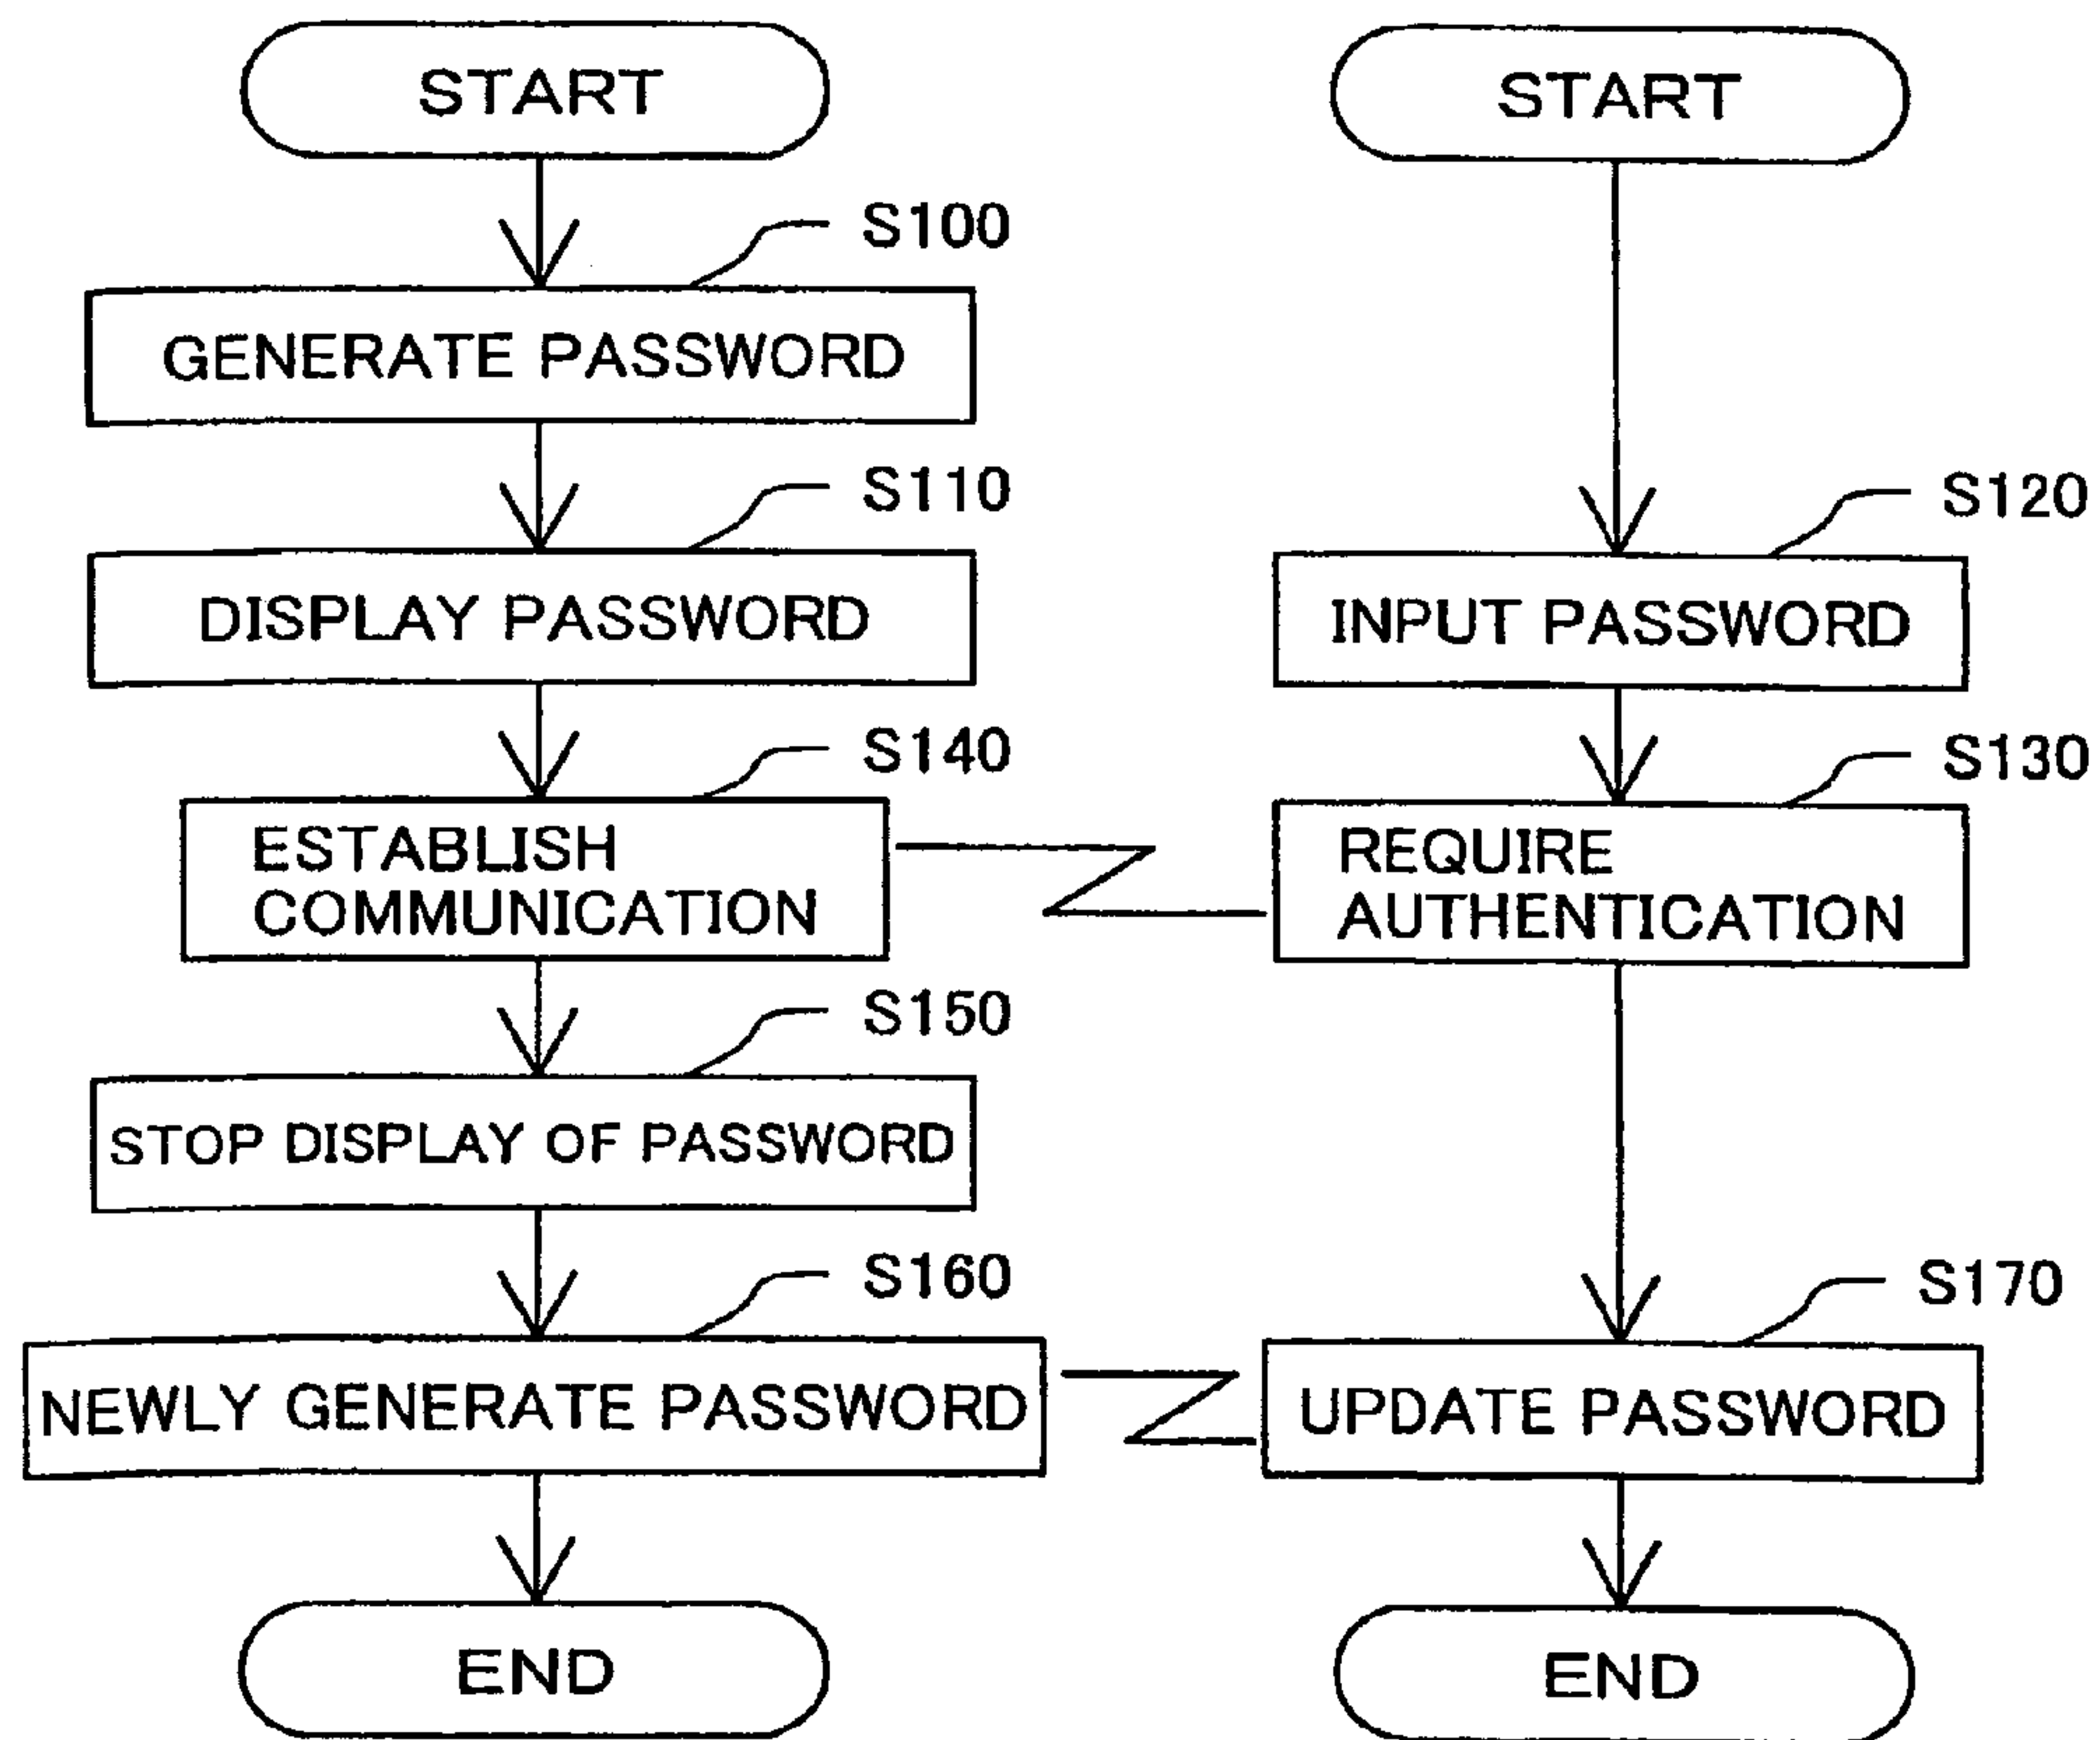 START
S100
GENERATE PASSWORD
S110
DISPLAY PASSWORD
S140
ESTABLISH
COMMUNICATION
S150
STOP DISPLAY OF PASSWORD
S160
NEWLY GENERATE PASSWORD
END
START
S120
INPUT PASSWORD
S130
REQUIRE
AUTHENTICATION
S170
UPDATE PASSWORD
END